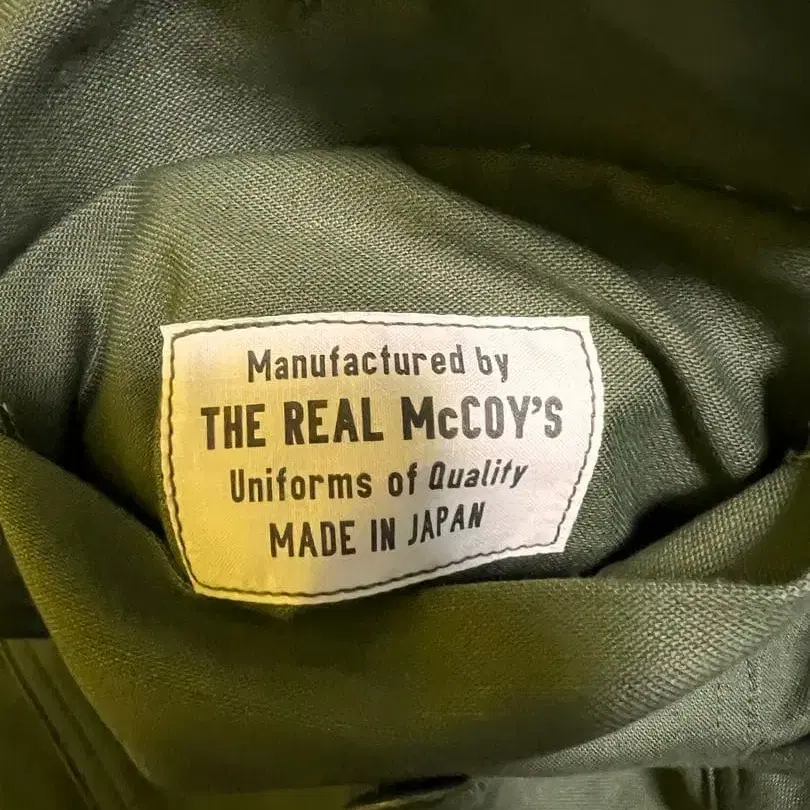 Manufactured by
THE REAL McCOY'S
Uniforms of Quality
MADE IN JAPAN